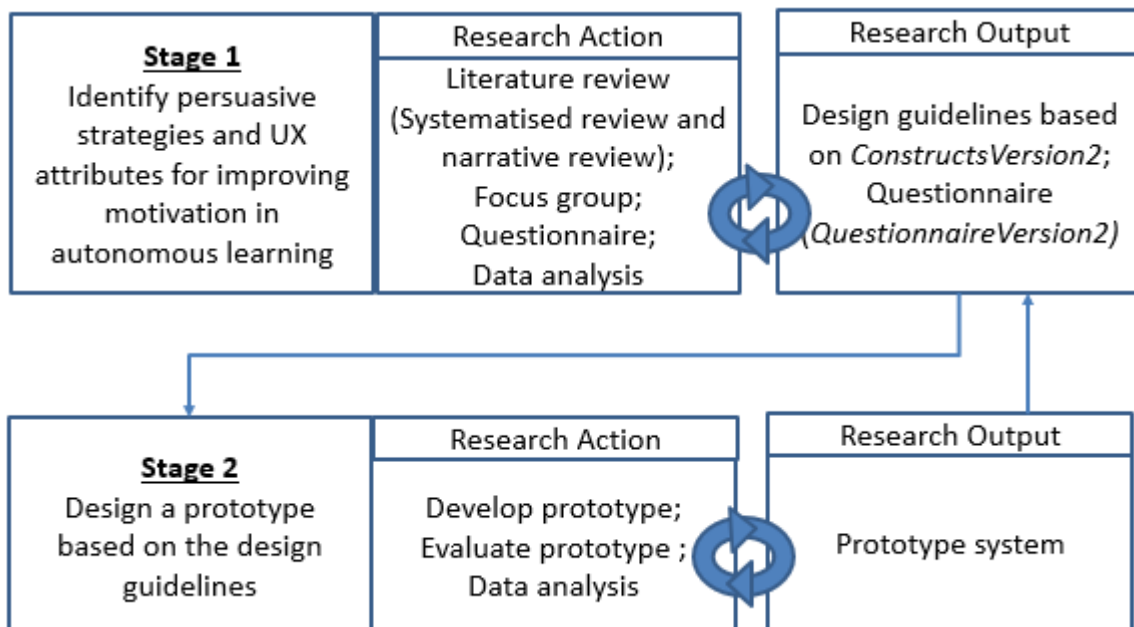 Stage 1
Identify persuasive
strategies and UX
attributes for improving
motivation in
autonomous learning
Research Action
Literature review
(Systematised review and
narrative review);
Focus group;
Questionnaire;
Data analysis
Research Output
Design guidelines based
on ConstructsVersion2;
Questionnaire
(QuestionnaireVersion2)
Stage 2
Design a prototype
based on the design
guidelines
Research Action
Develop prototype;
Evaluate prototype ;
Data analysis
Research Output
Prototype system